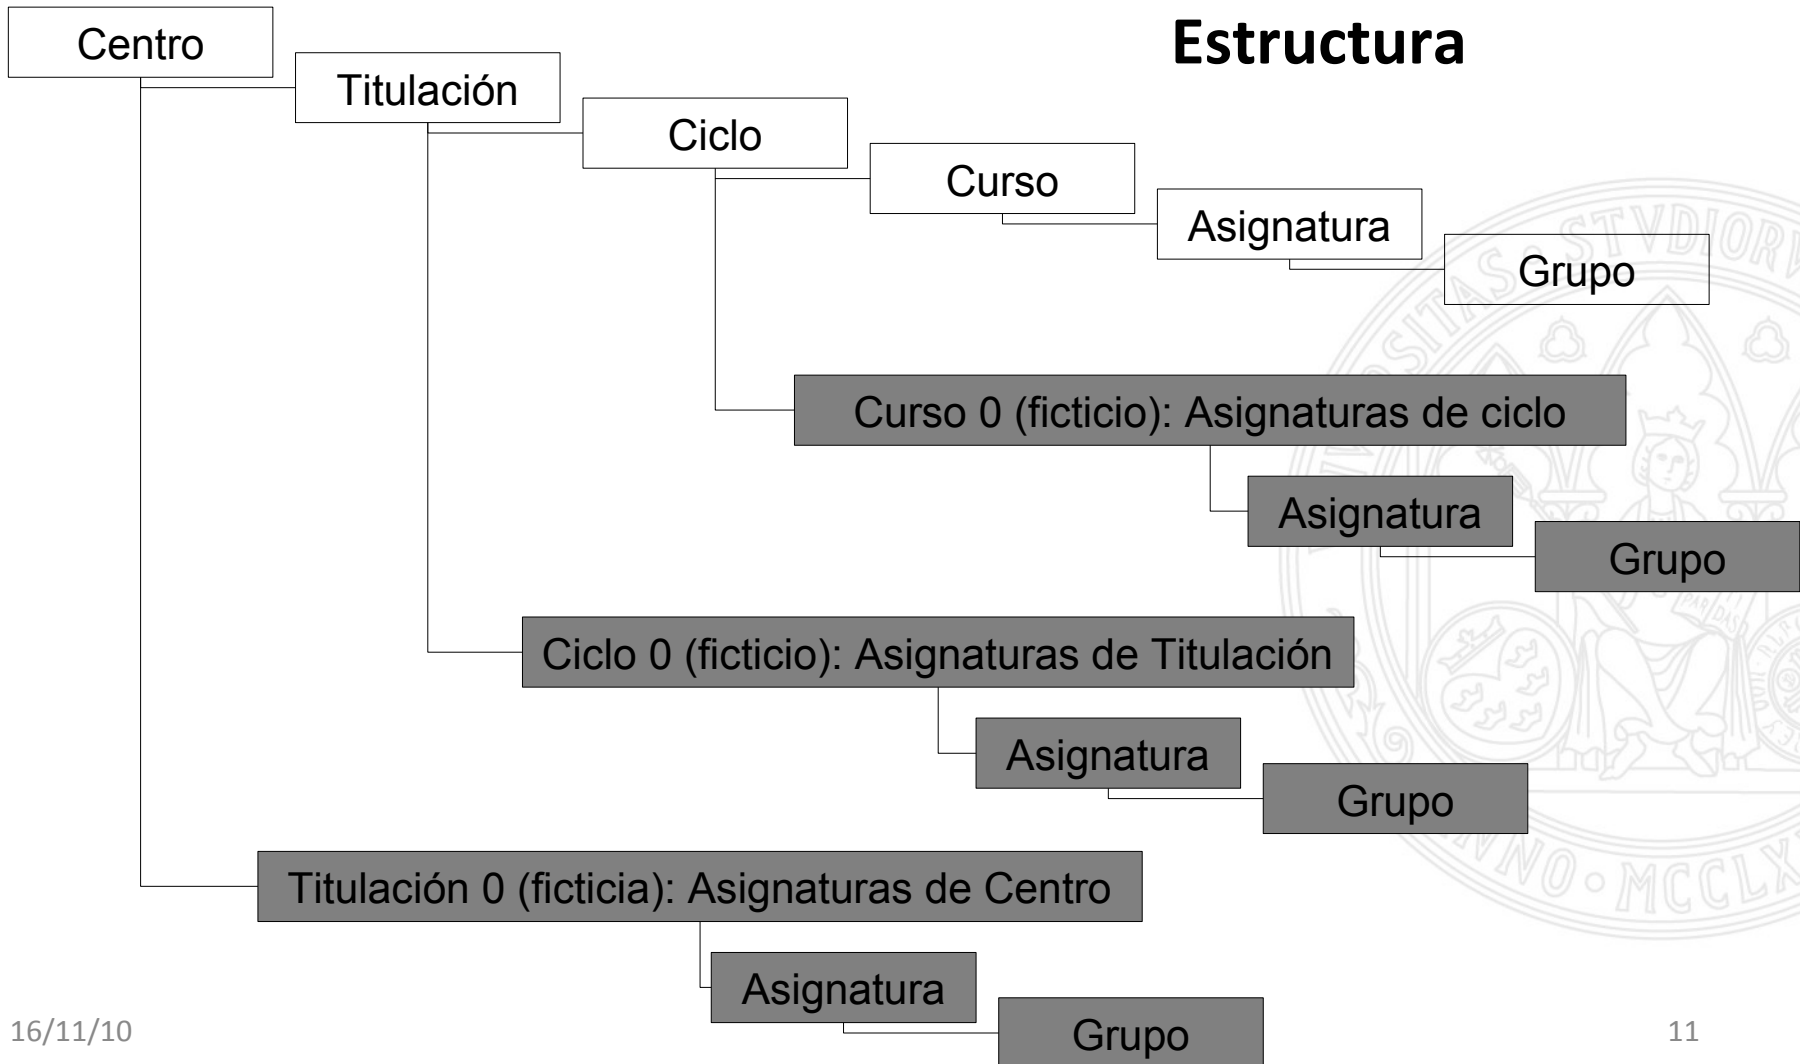 Estructura
Centro
Titulación
Ciclo
Curso
Asignatura
Grupo
Curso 0 (ficticio): Asignaturas de ciclo
Asignatura
Grupo
Ciclo 0 (ficticio): Asignaturas de Titulación
Asignatura
Grupo
Titulación 0 (ficticia): Asignaturas de Centro
Asignatura
Grupo
16/11/10
11